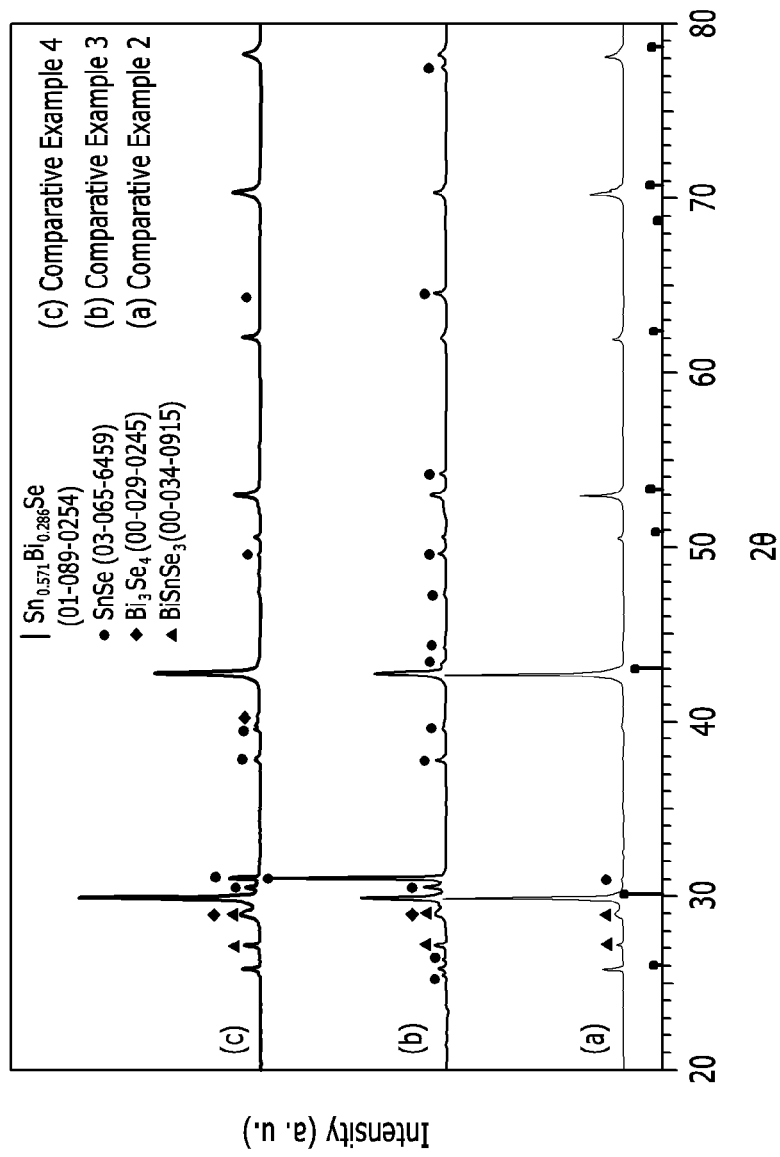 | Sn0.571Bi0.286Se
(01-089-0254)
● SnSe (03-065-6459)
◆ Bi3Se4 (00-029-0245)
▲ BiSnSe3 (00-034-0915)
(c) Comparative Example 4
(b) Comparative Example 3
(a) Comparative Example 2
(c)
(b)
(a)
Intensity (a. u.)
20 30 40 50 60 70 80
2θ